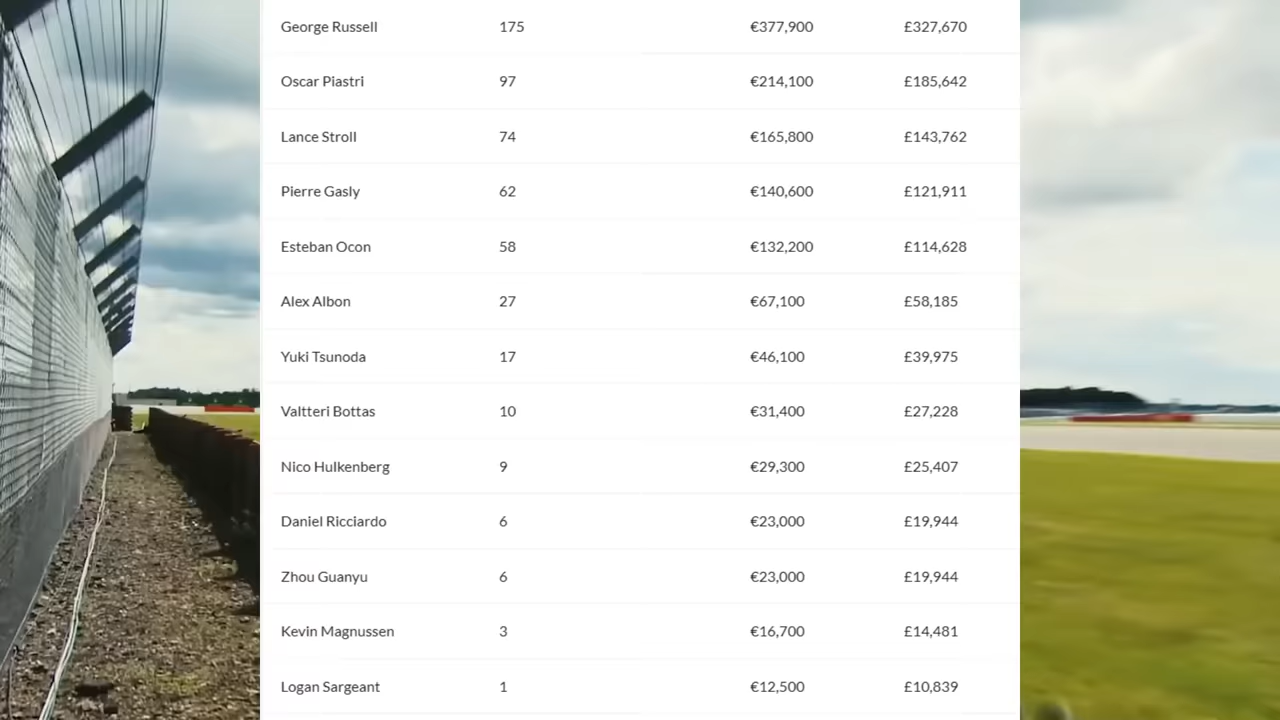 George Russell 175 €377,900 £327,670
Oscar Piastri 97 €214,100 £185,642
Lance Stroll 74 €165,800 £143,762
Pierre Gasly 62 €140,600 £121,911
Esteban Ocon 58 €132,200 £114,628
Alex Albon 27 €67,100 £58,185
Yuki Tsunoda 17 €46,100 £39,975
Valtteri Bottas 10 €31,400 £27,228
Nico Hulkenberg 9 €29,300 £25,407
Daniel Ricciardo 6 €23,000 £19,944
Zhou Guanyu 6 €23,000 £19,944
Kevin Magnussen 3 €16,700 £14,481
Logan Sargeant 1 €12,500 £10,839